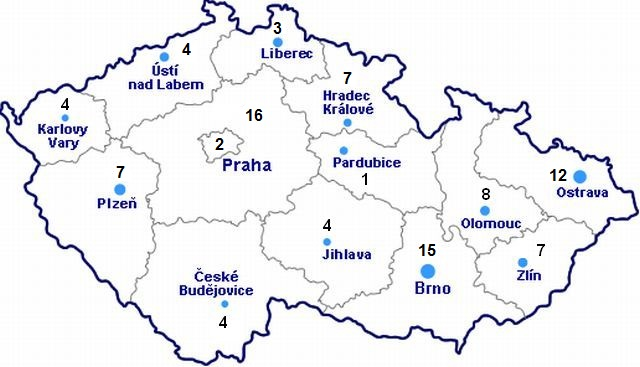 3
Liberec
4
Ústí
nad Labem
7
Hradec
Králové
4
Karlovy
Vary
16
2
Praha
Pardubice
1
7
Plzeň
12
Ostrava
8
Olomouc
4
Jihlava
15
Brno
7
Zlín
České
Budějovice
4